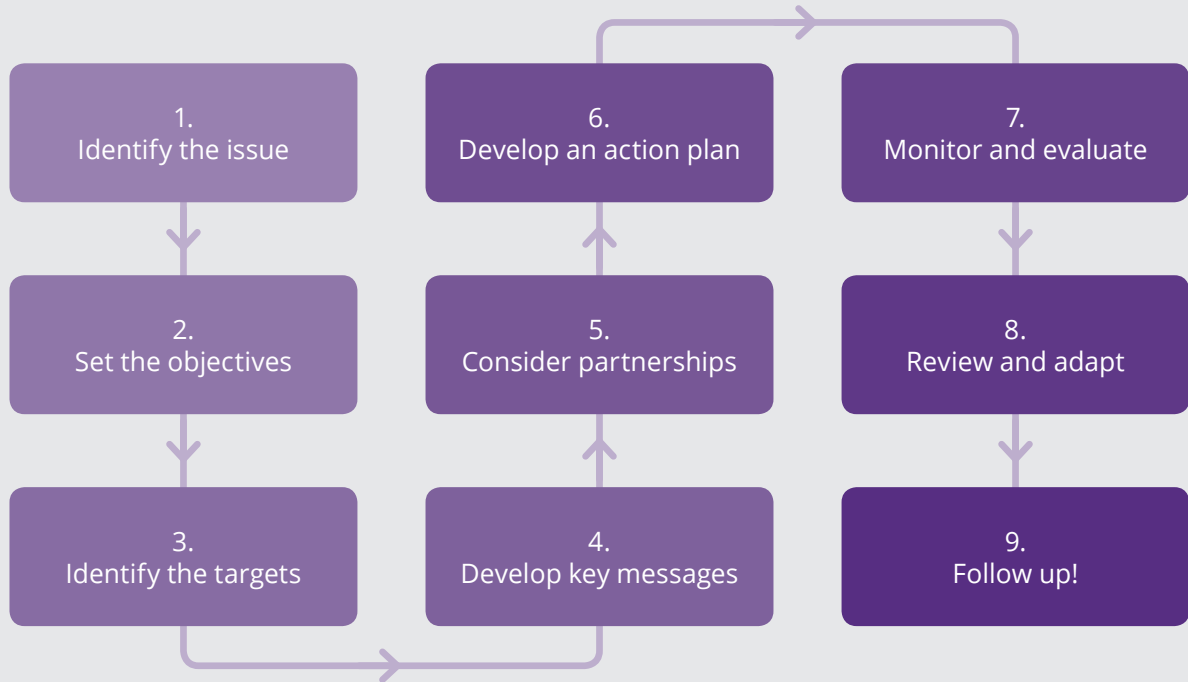 1.
Identify the issue
2.
Set the objectives
3.
Identify the targets
4.
Develop key messages
5.
Consider partnerships
6.
Develop an action plan
7.
Monitor and evaluate
8.
Review and adapt
9.
Follow up!